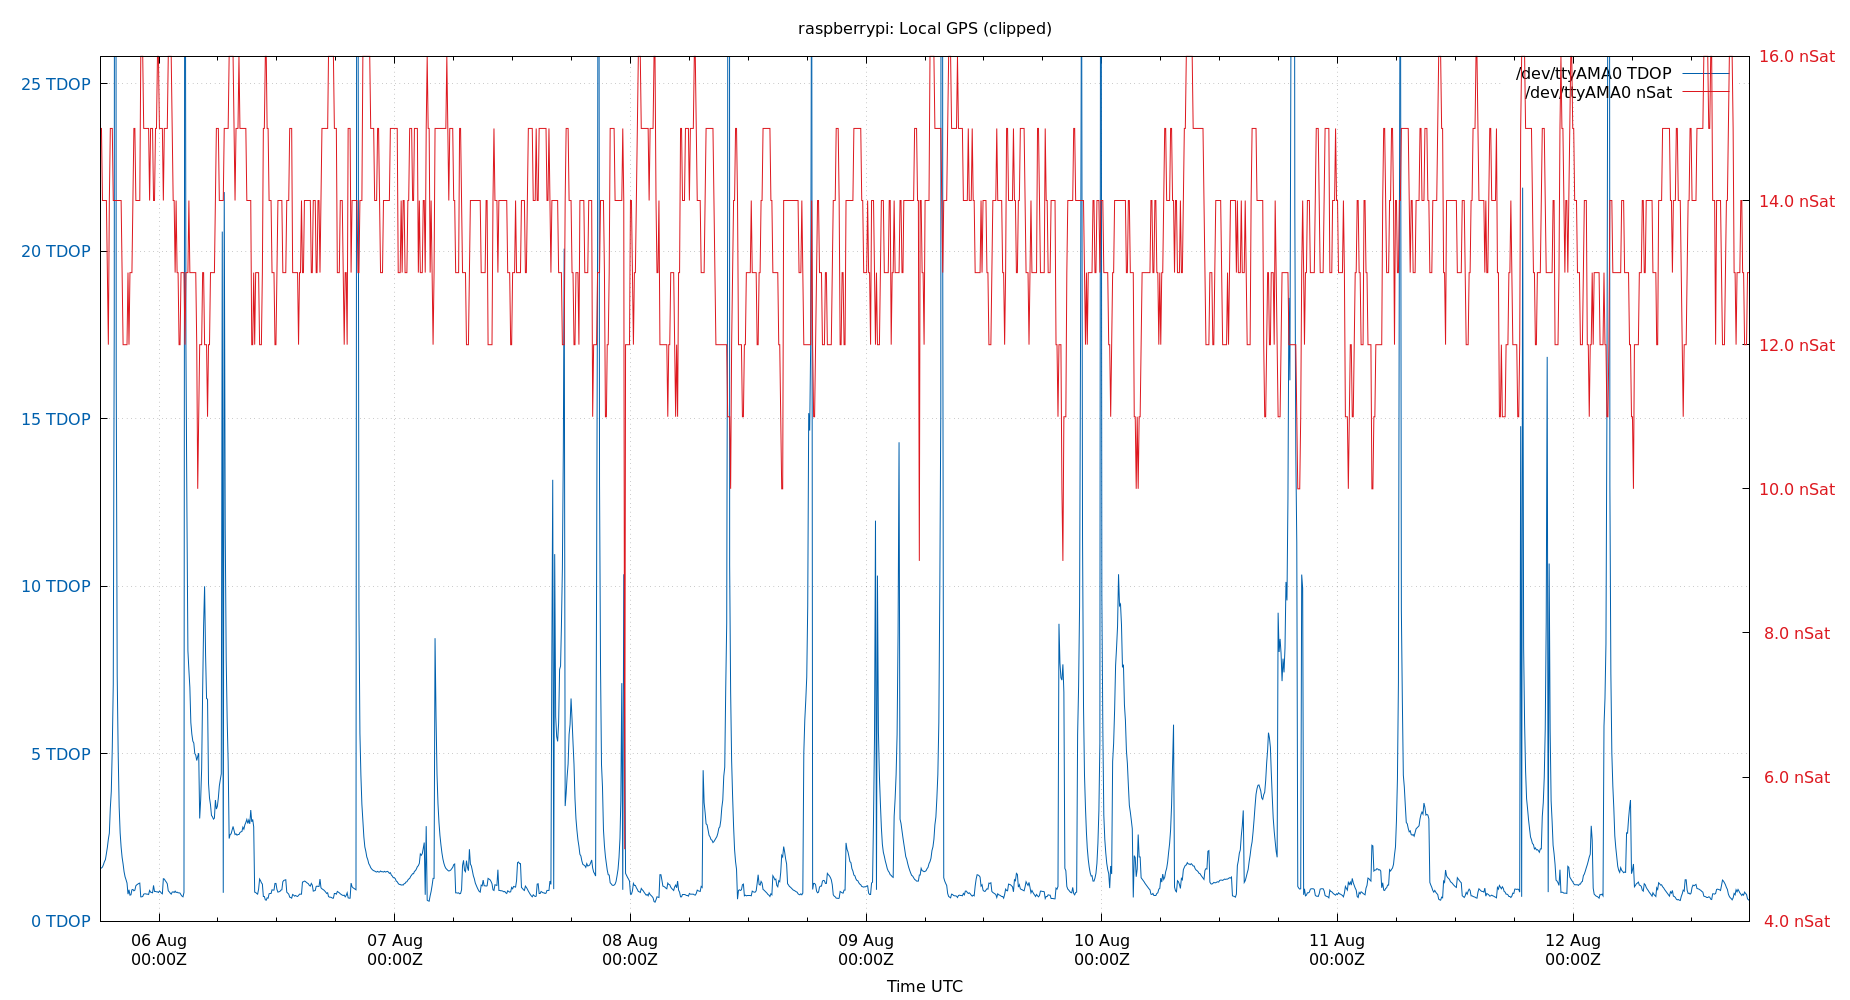 raspberrypi: Local GPS (clipped)
/dev/ttyAMA0 TDOP
/dev/ttyAMA0 nSat
25 TDOP
20 TDOP
15 TDOP
10 TDOP
5 TDOP
0 TDOP
16.0 nSat
14.0 nSat
12.0 nSat
10.0 nSat
8.0 nSat
6.0 nSat
4.0 nSat
06 Aug
00:00Z
07 Aug
00:00Z
08 Aug
00:00Z
09 Aug
00:00Z
10 Aug
00:00Z
11 Aug
00:00Z
12 Aug
00:00Z
Time UTC